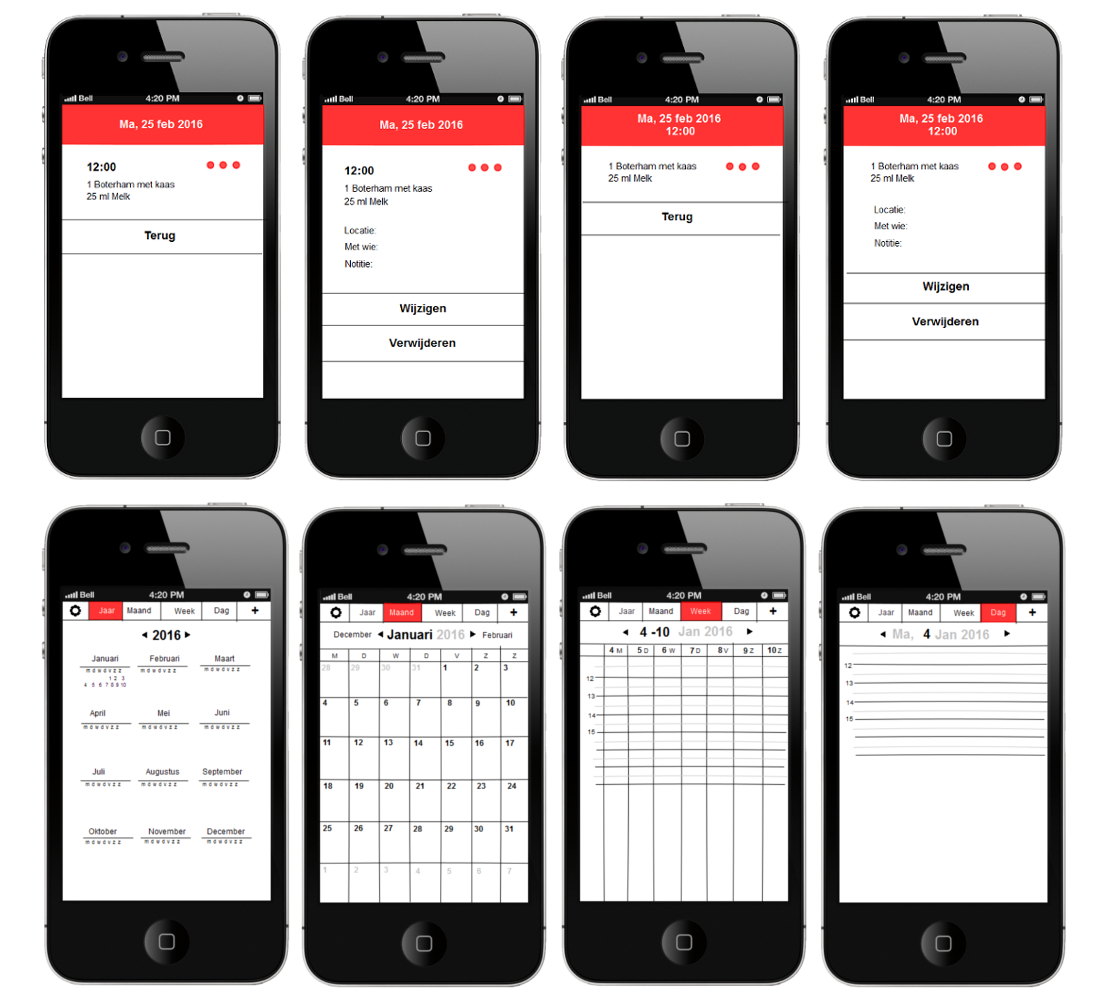 Bell 4:20 PM
Ma, 25 feb 2016
12:00
1 Boterham met kaas
25 ml Melk
Terug
Bell 4:20 PM
Ma, 25 feb 2016
12:00
1 Boterham met kaas
25 ml Melk
Locatie:
Met wie:
Notitie:
Wijzigen
Verwijderen
Bell 4:20 PM
Ma, 25 feb 2016
12:00
1 Boterham met kaas
25 ml Melk
Terug
Bell 4:20 PM
Ma, 25 feb 2016
12:00
1 Boterham met kaas
25 ml Melk
Locatie:
Met wie:
Notitie:
Wijzigen
Verwijderen
Bell 4:20 PM
Jaar Maand Week Dag +
2016
Januari Februari Maart
m d w d v z z m d w d v z z m d w d v z z
1 2 3
4 5 6 7 8 9 10
April Mei Juni
m d w d v z z m d w d v z z m d w d v z z
Juli Augustus September
m d w d v z z m d w d v z z m d w d v z z
Oktober November December
m d w d v z z m d w d v z z m d w d v z z
Bell 4:20 PM
Jaar Maand Week Dag +
December Januari 2016 Februari
M D W D V Z Z
28 29 30 31 1 2 3
4 5 6 7 8 9 10
11 12 13 14 15 16 17
18 19 20 21 22 23 24
25 26 27 28 29 30 31
1 2 3 4 5 6 7
Bell 4:20 PM
Jaar Maand Week Dag +
4 -10 Jan 2016
4 M 5 D 6 W 7 D 8 V 9 Z 10 Z
12
13
14
15
Bell 4:20 PM
Jaar Maand Week Dag +
Ma, 4 Jan 2016
12
13
14
15